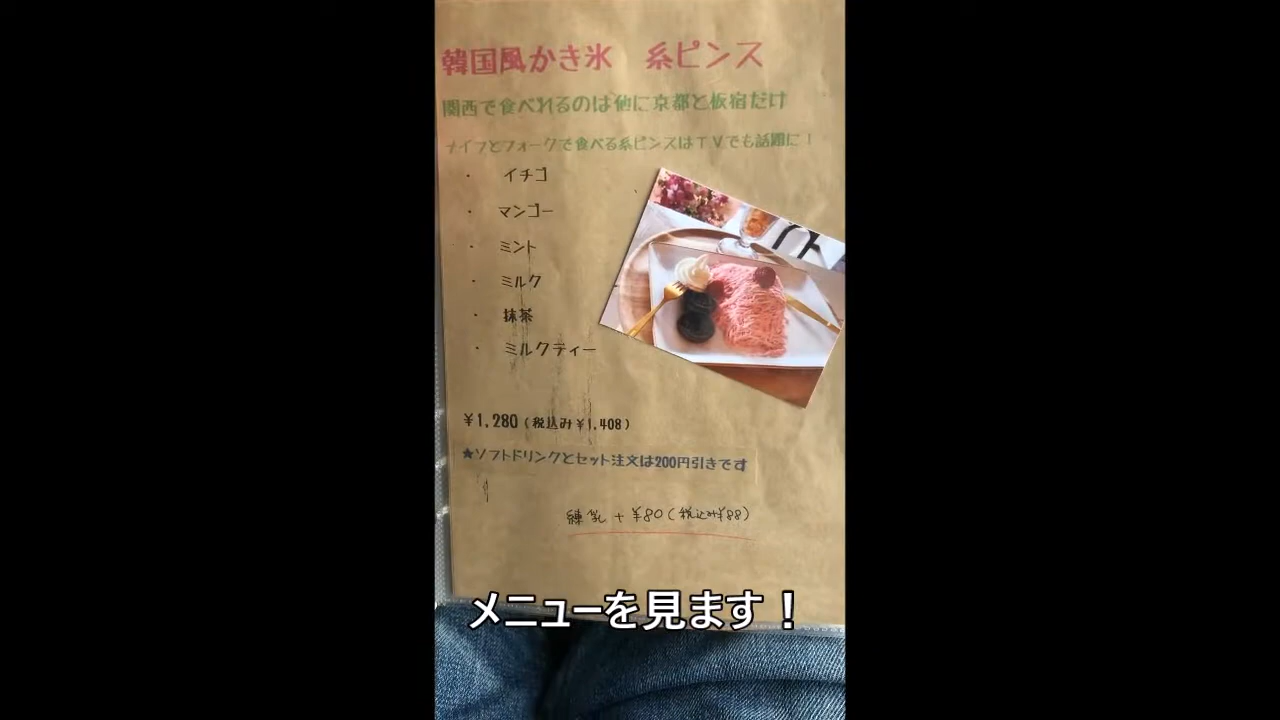 韓国風かき氷　糸ピンス
関西で食べれるのは他に京都と板宿だけ
ナイフとフォークで食べる糸ピンスはＴＶでも話題に！
・　イチゴ
・　マンゴー
・　ミント
・　ミルク
・　抹茶
・　ミルクティー
￥1,280（税込み￥1,408）
★ソフトドリンクとセット注文は200円引きです
練乳 + ￥80（税込み￥88）
メニューを見ます！